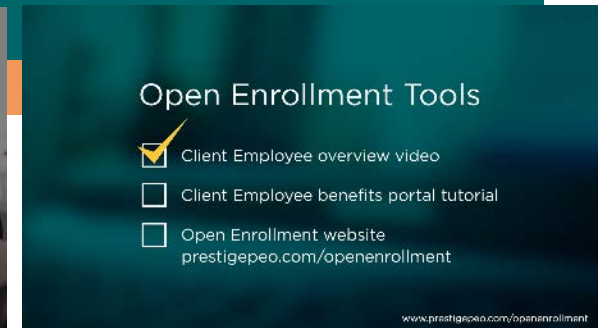 Open Enrollment Tools
Client Employee overview video
Client Employee benefits portal tutorial
Open Enrollment website
prestigepeo.com/openenrollment
www.prestigepeo.com/openenrollment